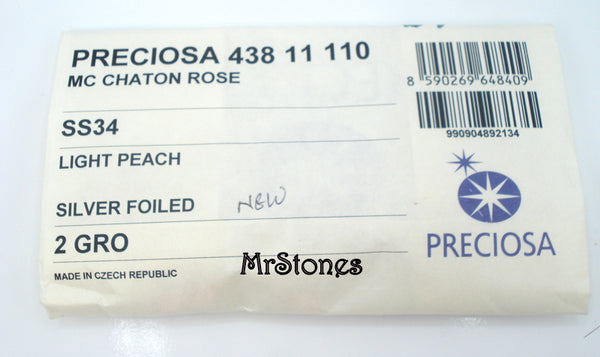 PRECIOSA 438 11 110
MC CHATON ROSE
SS34
LIGHT PEACH
SILVER FOILED NEW
2 GRO
MADE IN CZECH REPUBLIC
8 590269 648409
990904892134
PRECIOSA
MrStones